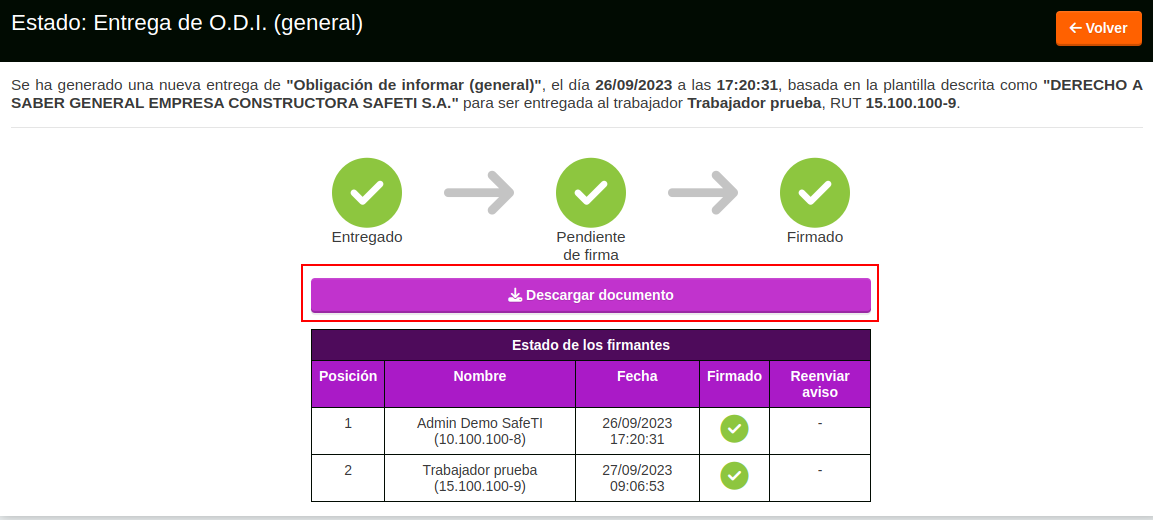 Estado: Entrega de O.D.I. (general)
Volver
Se ha generado una nueva entrega de "Obligación de informar (general)", el día 26/09/2023 a las 17:20:31, basada en la plantilla descrita como "DERECHO A
SABER GENERAL EMPRESA CONSTRUCTORA SAFETI S.A." para ser entregada al trabajador Trabajador prueba, RUT 15.100.100-9.
Entregado
Pendiente
de firma
Firmado
Descargar documento
Estado de los firmantes
Posición Nombre Fecha Firmado Reenviar
aviso
1 Admin Demo SafeTI 26/09/2023 -
(10.100.100-8) 17:20:31
2 Trabajador prueba 27/09/2023 -
(15.100.100-9) 09:06:53